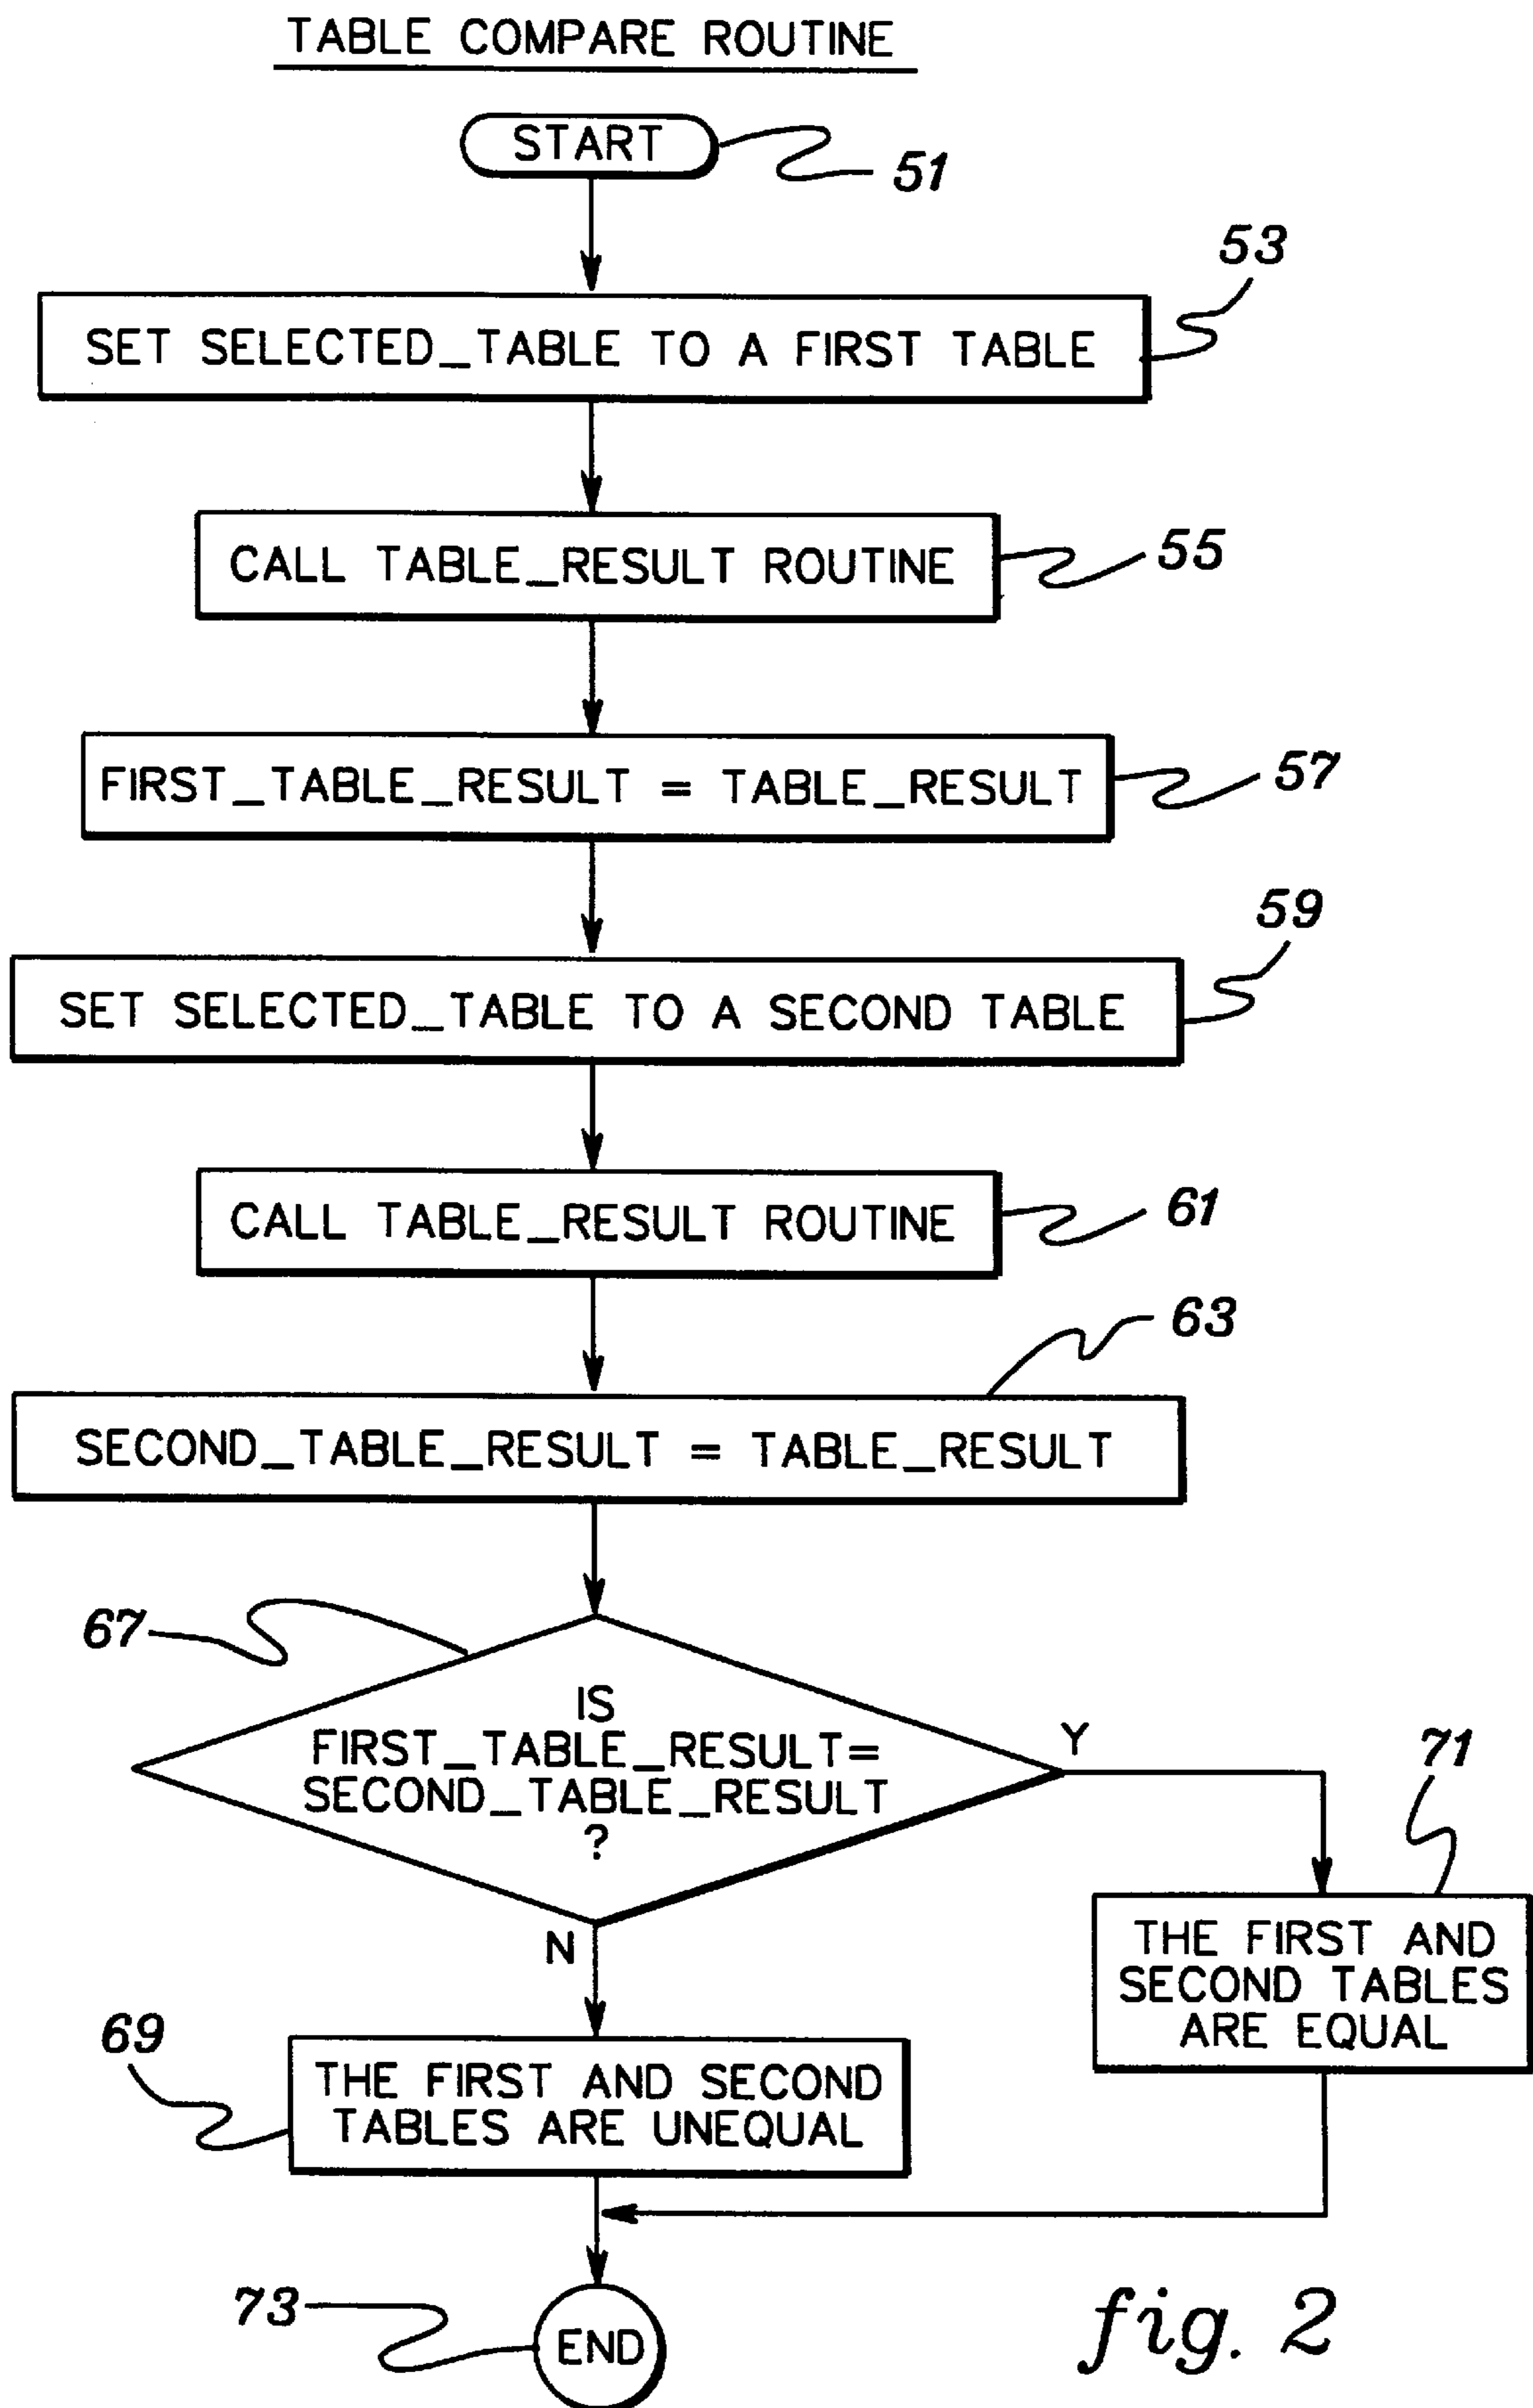 TABLE COMPARE ROUTINE
START
51
53
SET SELECTED_TABLE TO A FIRST TABLE
CALL TABLE_RESULT ROUTINE
55
FIRST_TABLE_RESULT = TABLE_RESULT
57
59
SET SELECTED_TABLE TO A SECOND TABLE
CALL TABLE_RESULT ROUTINE
61
63
SECOND_TABLE_RESULT = TABLE_RESULT
67
IS
FIRST_TABLE_RESULT=
SECOND_TABLE_RESULT
?
Y
71
N
THE FIRST AND
SECOND TABLES
ARE EQUAL
69
THE FIRST AND SECOND
TABLES ARE UNEQUAL
73
END
fig. 2